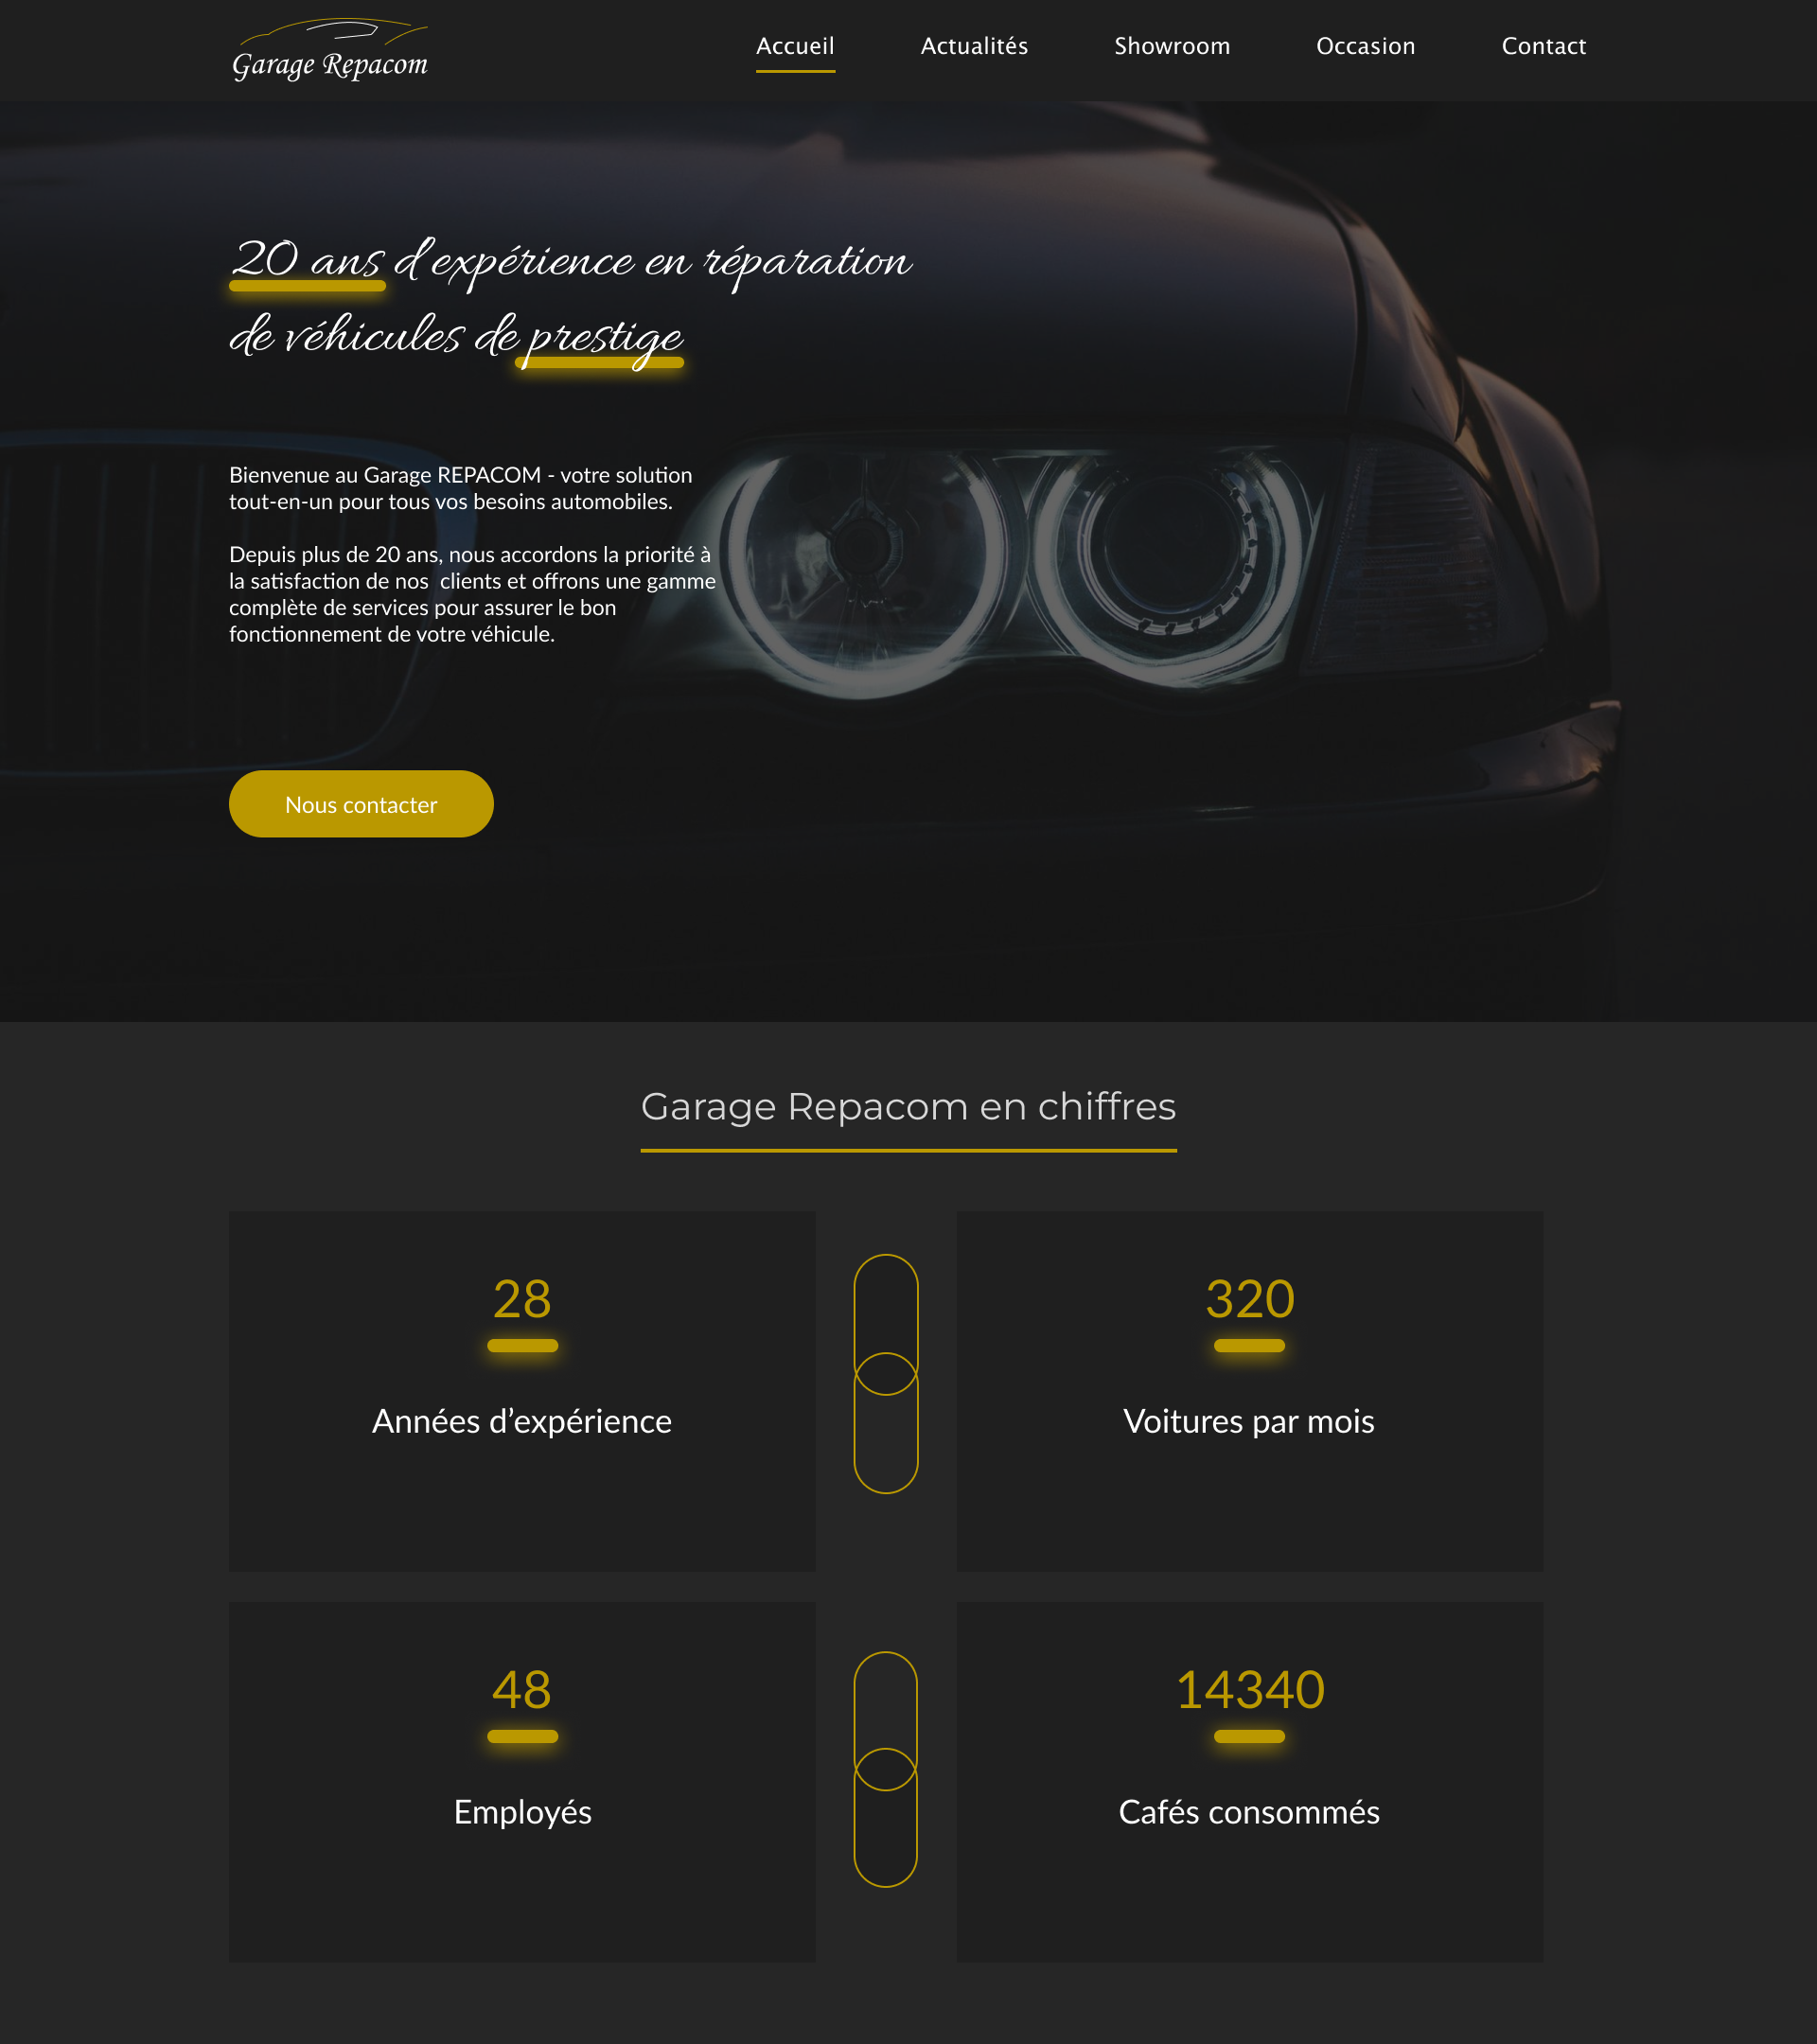 Garage Repacom
Accueil
Actualités
Showroom
Occasion
Contact
20 ans d'expérience en réparation
de véhicules de prestige
Bienvenue au Garage REPACOM - votre solution
tout-en-un pour tous vos besoins automobiles.
Depuis plus de 20 ans, nous accordons la priorité à
la satisfaction de nos  clients et offrons une gamme
complète de services pour assurer le bon
fonctionnement de votre véhicule.
Nous contacter
Garage Repacom en chiffres
28
Années d’expérience
320
Voitures par mois
48
Employés
14340
Cafés consommés